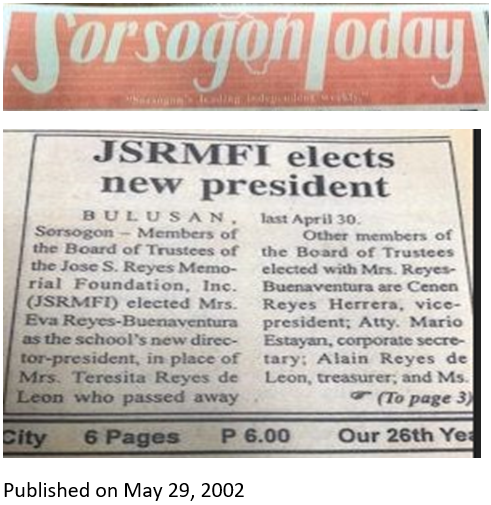 Sorsogon Today
"Sorsogon's leading independent weekly."
JSRMFI elects
new president
BULUSAN,
Sorsogon – Members of
the Board of Trustees of
the Jose S. Reyes Memo-
rial Foundation, Inc.
(JSRMFI) elected Mrs.
Eva Reyes-Buenaventura
as the school's new direc-
tor-president, in place of
Mrs. Teresita Reyes de
Leon who passed away
last April 30.
Other members of
the Board of Trustees
elected with Mrs. Reyes-
Buenaventura are Cenen
Reyes Herrera, vice-
president; Atty. Mario
Estayan, corporate secre-
tary; Alain Reyes de
Leon, treasurer; and Ms.
☞ (To page 3)
City 6 Pages P 6.00 Our 26th Yea
Published on May 29, 2002